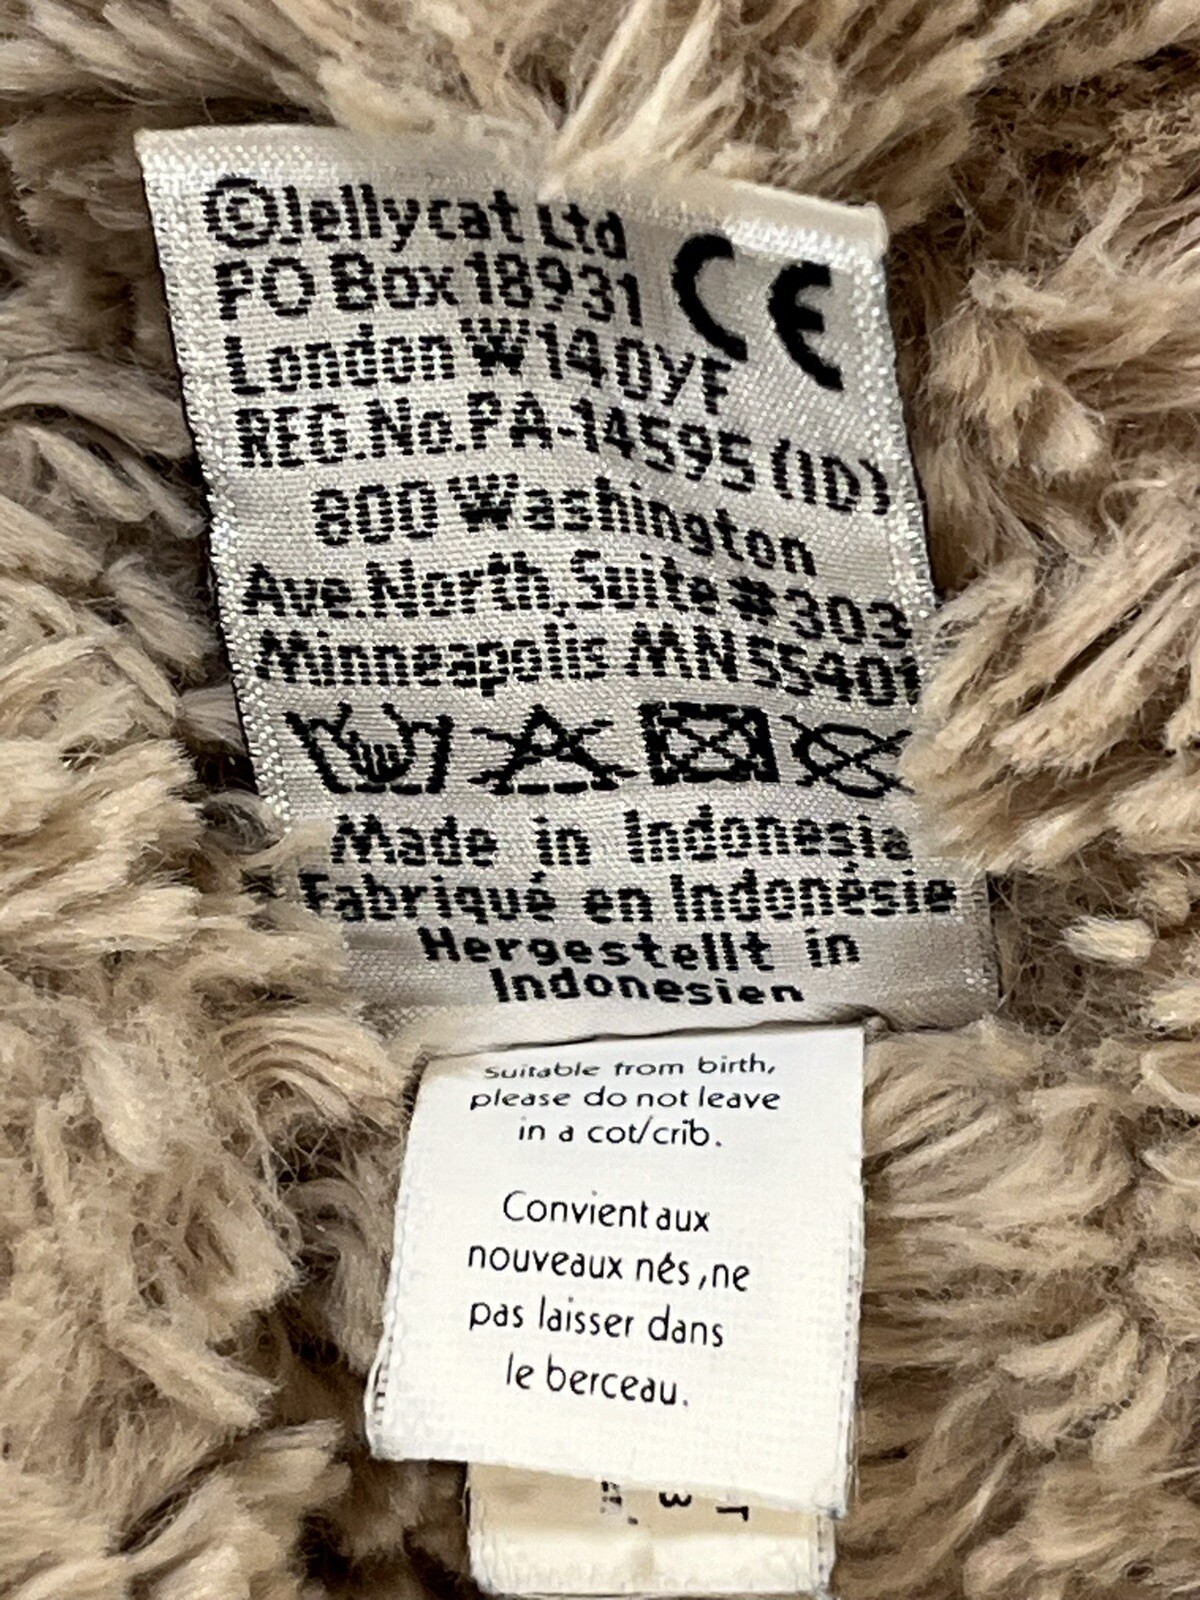 ©Jellycat Ltd
CE
PO Box 18931
London W14 0YF
REG.No.PA-14595 (ID)
800 Washington
Ave.North,Suite#303
Minneapolis MN55401
Made in Indonesia
Fabriqué en Indonésie
Hergestellt in
Indonesien
Suitable from birth,
please do not leave
in a cot/crib.
Convient aux
nouveaux nés,ne
pas laisser dans
le berceau.